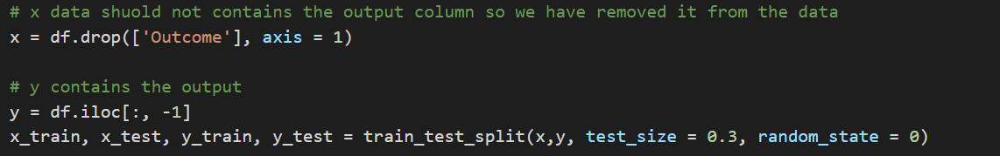 # x data shuold not contains the output column so we have removed it from the data
x = df.drop(['Outcome'], axis = 1)
# y contains the output
y = df.iloc[:, -1]
x_train, x_test, y_train, y_test = train_test_split(x,y, test_size = 0.3, random_state = 0)